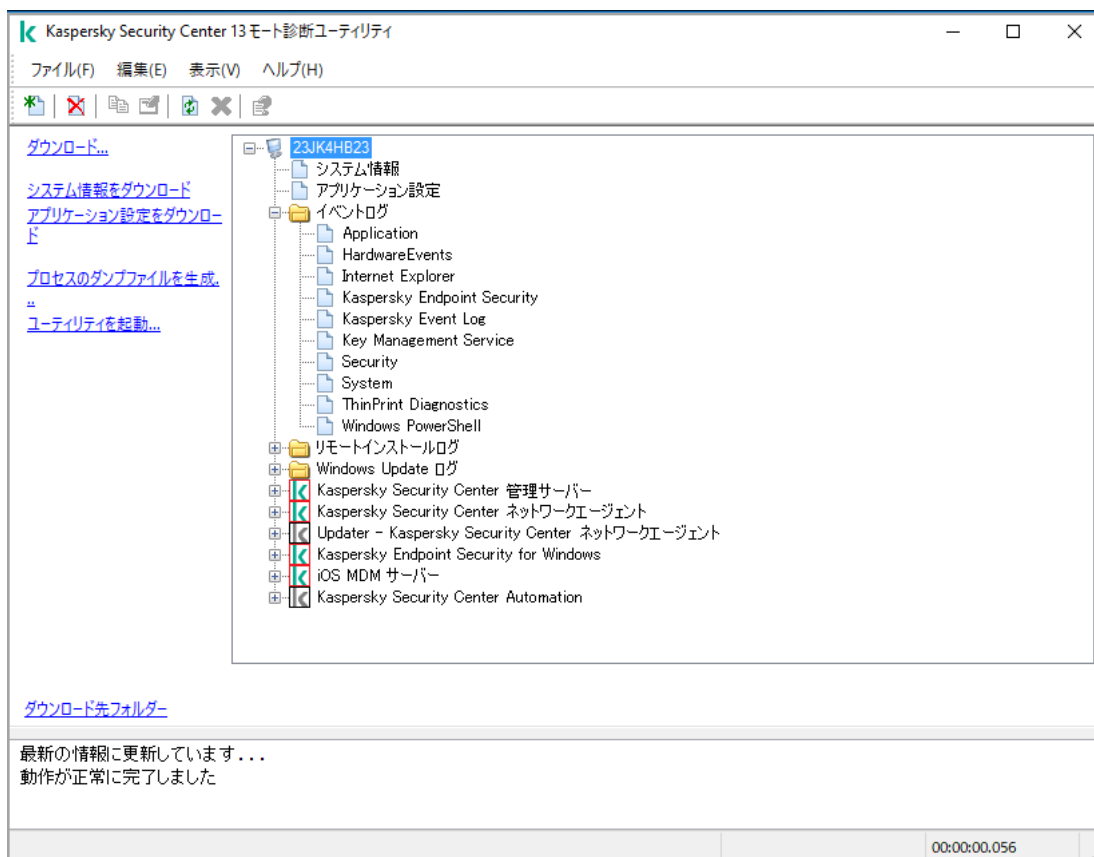 Kaspersky Security Center 13モート診断ユーティリティ
ファイル(F) 編集(E) 表示(V) ヘルプ(H)
ダウンロード...
システム情報をダウンロード
アプリケーション設定をダウンロー
ド
プロセスのダンプファイルを生成.
..
ユーティリティを起動...
23JK4HB23
システム情報
アプリケーション設定
イベントログ
Application
HardwareEvents
Internet Explorer
Kaspersky Endpoint Security
Kaspersky Event Log
Key Management Service
Security
System
ThinPrint Diagnostics
Windows PowerShell
リモートインストールログ
Windows Update ログ
Kaspersky Security Center 管理サーバー
Kaspersky Security Center ネットワークエージェント
Updater - Kaspersky Security Center ネットワークエージェント
Kaspersky Endpoint Security for Windows
iOS MDM サーバー
Kaspersky Security Center Automation
ダウンロード先フォルダー
最新の情報に更新しています...
動作が正常に完了しました
00:00:00.056